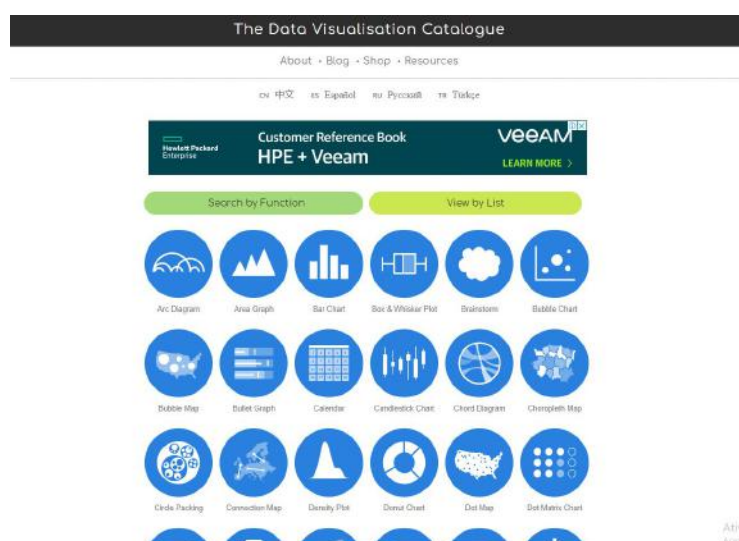 The Data Visualisation Catalogue
About • Blog • Shop • Resources
CN 中文 ES Español RU Русский TR Türkçe
Hewlett Packard
Enterprise
Customer Reference Book
HPE + Veeam
VEEAM
LEARN MORE >
Search by Function
View by List
Arc Diagram Area Graph Bar Chart Box & Whisker Plot Brainstorm Bubble Chart
Bubble Map Bullet Graph Calendar Candlestick Chart Chord Diagram Choropleth Map
Circle Packing Connection Map Density Plot Donut Chart Dot Map Dot Matrix Chart